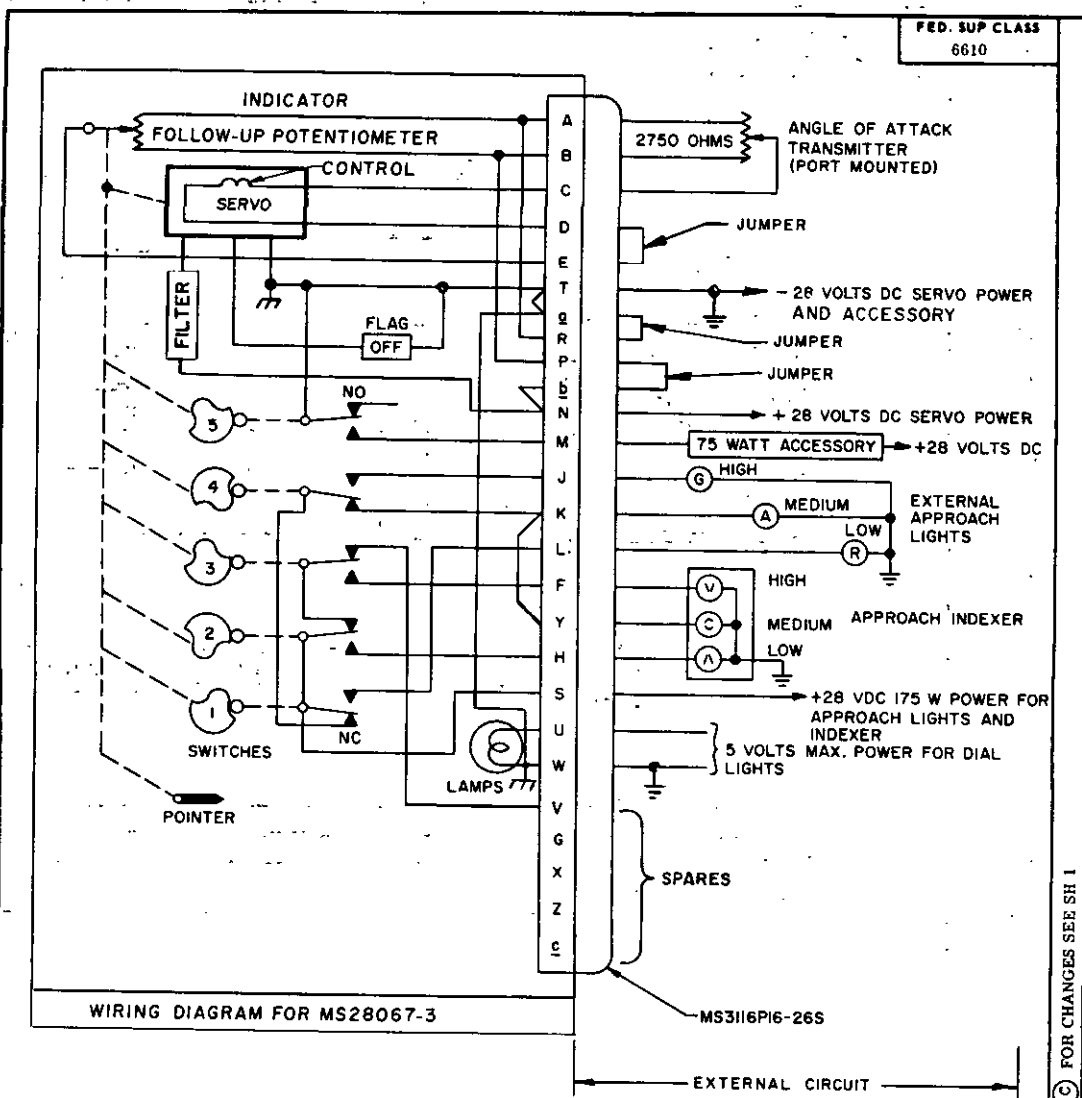 FED. SUP CLASS
6610
INDICATOR
FOLLOW-UP POTENTIOMETER
CONTROL
SERVO
FILTER
FLAG
OFF
NO
5
4
3
2
1
SWITCHES
NC
LAMPS
POINTER
A
B
C
D
E
T
a
R
P
b
N
M
J
K
L
F
Y
H
S
U
W
V
G
X
Z
c
2750 OHMS
ANGLE OF ATTACK
TRANSMITTER
(PORT MOUNTED)
JUMPER
- 28 VOLTS DC SERVO POWER
AND ACCESSORY
JUMPER
JUMPER
+ 28 VOLTS DC SERVO POWER
75 WATT ACCESSORY
+28 VOLTS DC
G
HIGH
A
MEDIUM
LOW
R
EXTERNAL
APPROACH
LIGHTS
V
HIGH
C
MEDIUM
APPROACH INDEXER
LOW
Λ
+28 VDC 175 W POWER FOR
APPROACH LIGHTS AND
INDEXER
5 VOLTS MAX. POWER FOR DIAL
LIGHTS
SPARES
WIRING DIAGRAM FOR MS28067-3
MS3116P16-26S
EXTERNAL CIRCUIT
C FOR CHANGES SEE SH 1